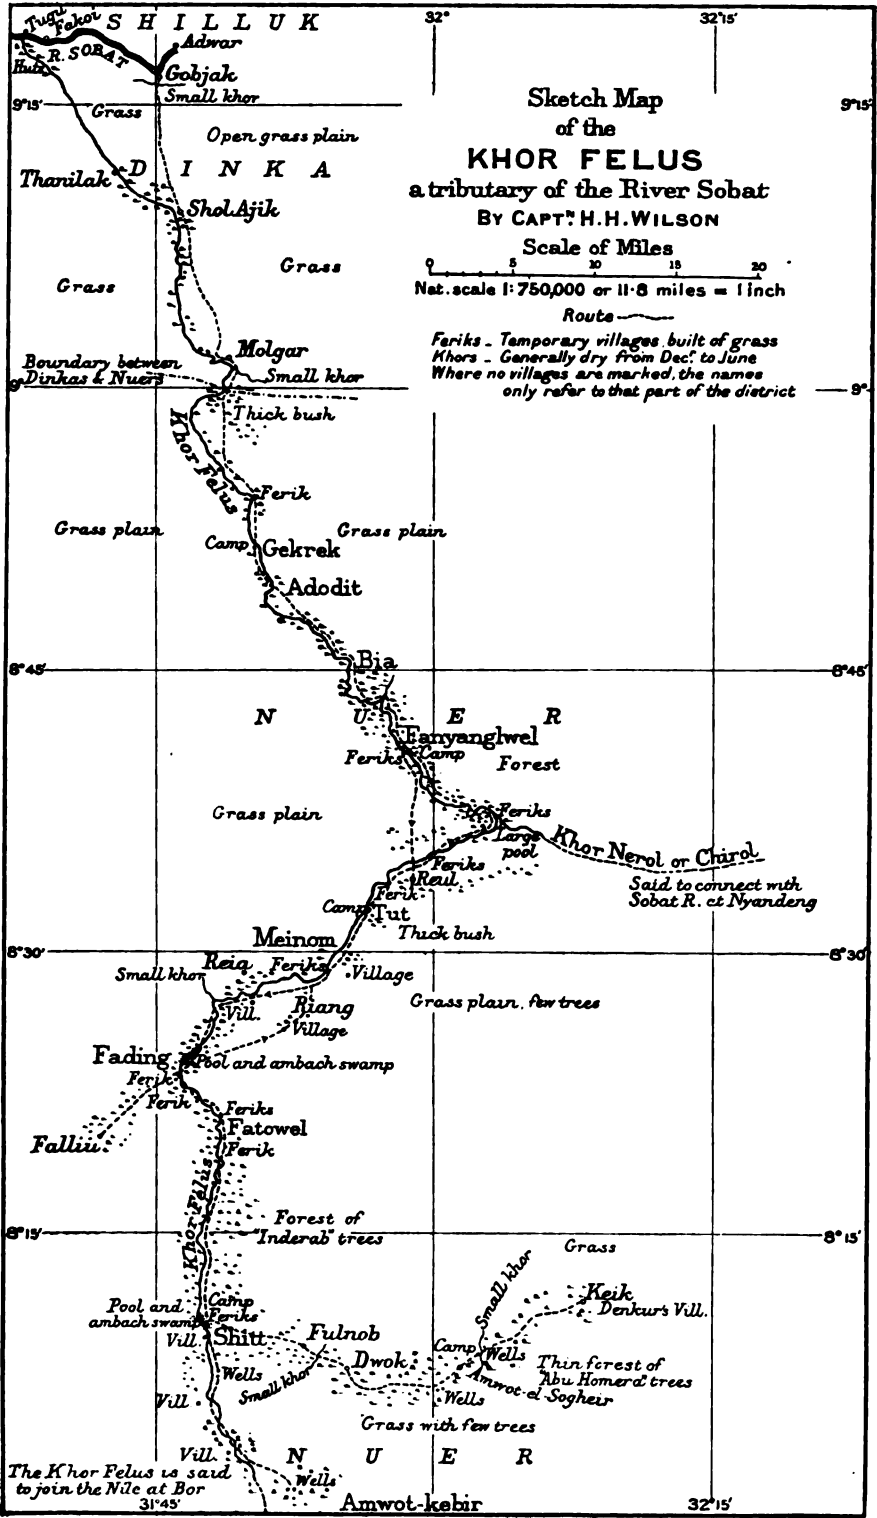 SHILLUK
32°
32°15'
Tugu
Fakoi
Adwar
R. SOBAT
Huts
Gobjak
Small khor
9°15'
9°15'
Grass
Open grass plain
DINKA
Thanilak
Shol Ajik
Sketch Map
of the
KHOR FELUS
a tributary of the River Sobat
BY CAPTN. H.H. WILSON
Scale of Miles
0 5 10 15 20
Nat. scale 1:750,000 or 11·8 miles = 1 inch
Route
Feriks - Temporary villages, built of grass
Khors - Generally dry from Decr. to June
Where no villages are marked, the names
only refer to that part of the district
Grass
Grass
Molgar
Boundary between
Dinkas & Nuers
Small khor
9°
9°
Thick bush
Khor Felus
Ferik
Grass plain
Grass plain
Camp
Gekrek
Adodit
Bia
8°45'
8°45'
NUER
Fanyanglwel
Camp
Feriks
Forest
Grass plain
Feriks
Large
pool
Khor Nerol or Chirol
Feriks
Reul
Said to connect with
Sobat R. at Nyandeng
Ferik
Camp
Tut
Thick bush
Meinom
8°30'
8°30'
Reiq
Feriks
Small khor
Village
Vill.
Riang
Village
Grass plain, few trees
Fading
Pool and ambach swamp
Ferik
Ferik
Feriks
Fatowel
Falliu
Ferik
Khor Felus
Forest of
"Inderab" trees
8°15'
8°15'
Grass
Small khor
Keik
Denkur's Vill.
Pool and
ambach swamp
Camp
Feriks
Vill
Shitt
Fulnob
Dwok
Camp
Wells
Thin forest of
"Abu Homera" trees
Wells
Small khor
Amwot-el-Sogheir
Wells
Vill
Grass with few trees
Vill.
NUER
The Khor Felus is said
to join the Nile at Bor
Wells
Amwot-kebir
31°45'
32°15'